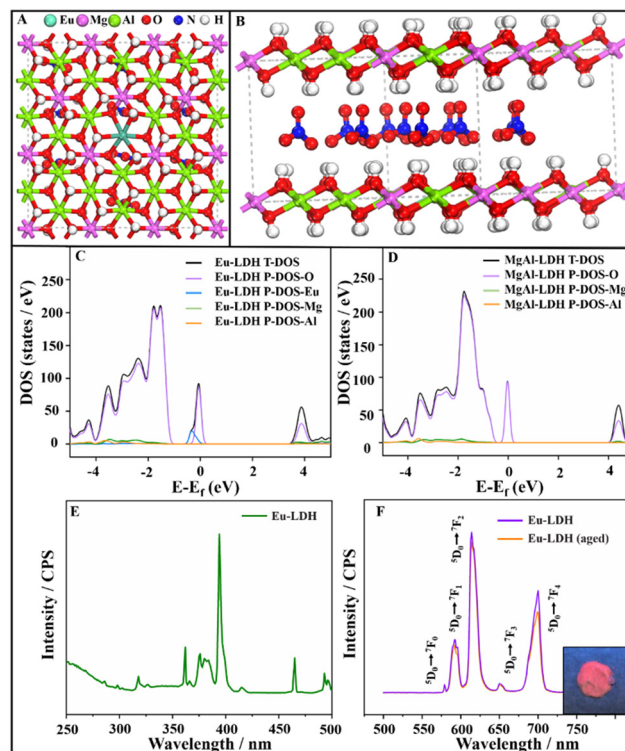 A
Eu Mg Al O N H
B
C
Eu-LDH T-DOS
Eu-LDH P-DOS-O
Eu-LDH P-DOS-Eu
Eu-LDH P-DOS-Mg
Eu-LDH P-DOS-Al
DOS (states / eV)
250
200
150
100
50
0
-4 -2 0 2 4
E-E_f (eV)
D
MgAl-LDH T-DOS
MgAl-LDH P-DOS-O
MgAl-LDH P-DOS-Mg
MgAl-LDH P-DOS-Al
DOS (states / eV)
250
200
150
100
50
0
-4 -2 0 2 4
E-E_f (eV)
E
Eu-LDH
Intensity / CPS
250 300 350 400 450 500
Wavelength / nm
F
Eu-LDH
Eu-LDH (aged)
⁵D₀→⁷F₀
⁵D₀→⁷F₁
⁵D₀→⁷F₂
⁵D₀→⁷F₃
⁵D₀→⁷F₄
Intensity / CPS
500 600 700 800
Wavelength / nm